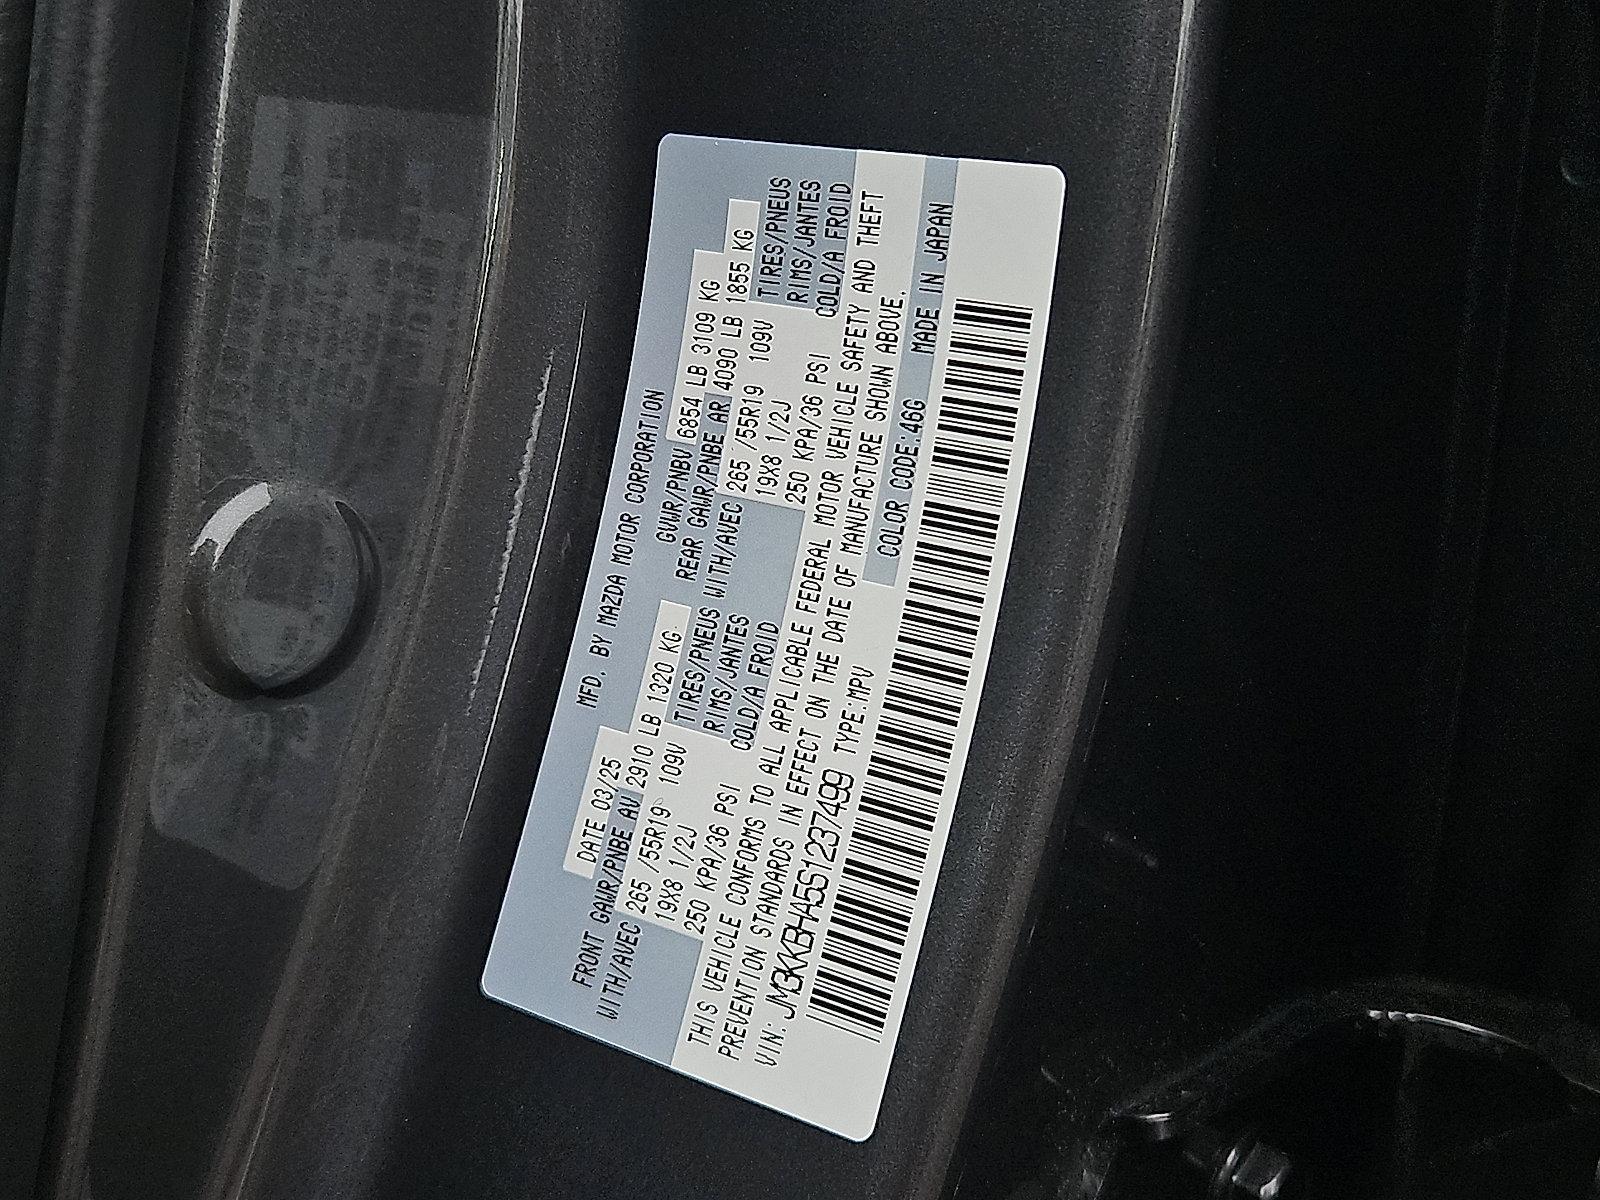 MFD. BY MAZDA MOTOR CORPORATION
DATE 03/25 GVWR/PNBV 6854 LB 3109 KG
FRONT GAWR/PNBE AV 2910 LB 1320 KG REAR GAWR/PNBE AR 4090 LB 1855 KG
WITH/AVEC 265 /55R19 109V TIRES/PNEUS WITH/AVEC 265 /55R19 109V TIRES/PNEUS
19X8 1/2J RIMS/JANTES 19X8 1/2J RIMS/JANTES
250 KPA/36 PSI COLD/A FROID 250 KPA/36 PSI COLD/A FROID
THIS VEHICLE CONFORMS TO ALL APPLICABLE FEDERAL MOTOR VEHICLE SAFETY AND THEFT
PREVENTION STANDARDS IN EFFECT ON THE DATE OF MANUFACTURE SHOWN ABOVE.
VIN: JM3KKBHA5S1237499 TYPE:MPV COLOR CODE:46G MADE IN JAPAN